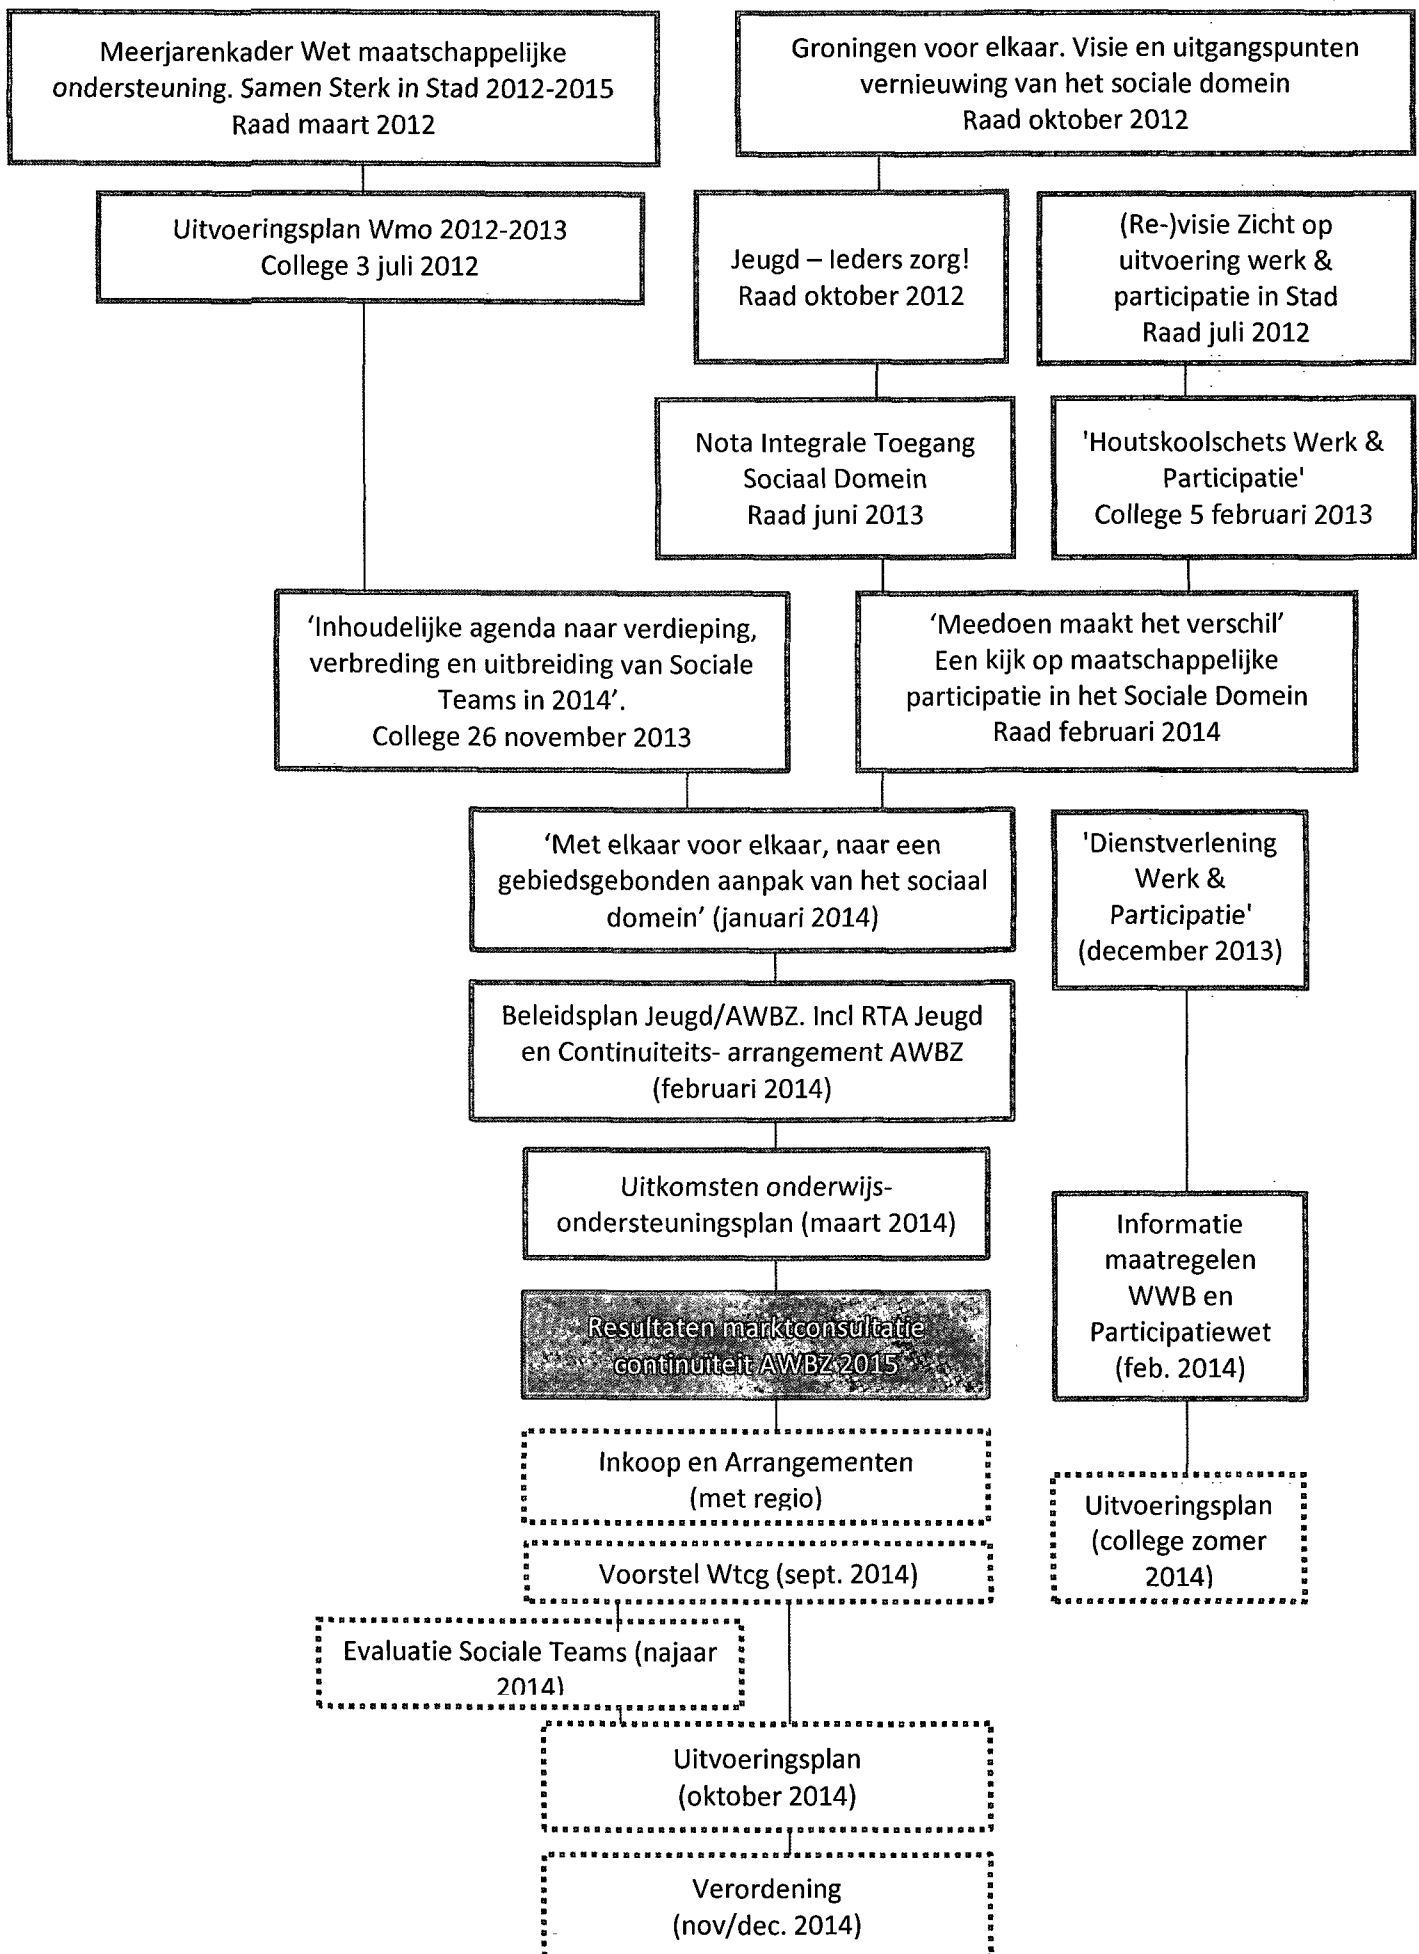 Meerjarenkader Wet maatschappelijke
ondersteuning. Samen Sterk in Stad 2012-2015
Raad maart 2012
Groningen voor elkaar. Visie en uitgangspunten
vernieuwing van het sociale domein
Raad oktober 2012
Uitvoeringsplan Wmo 2012-2013
College 3 juli 2012
Jeugd – Ieders zorg!
Raad oktober 2012
(Re-)visie Zicht op
uitvoering werk &
participatie in Stad
Raad juli 2012
Nota Integrale Toegang
Sociaal Domein
Raad juni 2013
'Houtskoolschets Werk &
Participatie'
College 5 februari 2013
‘Inhoudelijke agenda naar verdieping,
verbreding en uitbreiding van Sociale
Teams in 2014’.
College 26 november 2013
‘Meedoen maakt het verschil’
Een kijk op maatschappelijke
participatie in het Sociale Domein
Raad februari 2014
‘Met elkaar voor elkaar, naar een
gebiedsgebonden aanpak van het sociaal
domein’ (januari 2014)
'Dienstverlening
Werk &
Participatie'
(december 2013)
Beleidsplan Jeugd/AWBZ. Incl RTA Jeugd
en Continuiteits- arrangement AWBZ
(februari 2014)
Uitkomsten onderwijs-
ondersteuningsplan (maart 2014)
Informatie
maatregelen
WWB en
Participatiewet
(feb. 2014)
Resultaten marktconsultatie
continuïteit AWBZ 2015
Inkoop en Arrangementen
(met regio)
Uitvoeringsplan
(college zomer
2014)
Voorstel Wtcg (sept. 2014)
Evaluatie Sociale Teams (najaar
2014)
Uitvoeringsplan
(oktober 2014)
Verordening
(nov/dec. 2014)